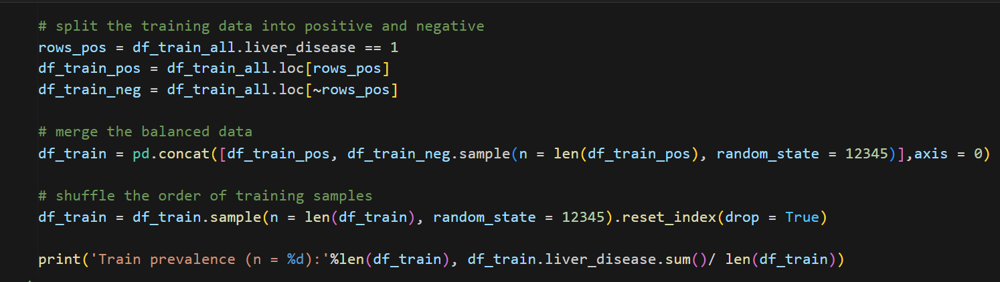 # split the training data into positive and negative
rows_pos = df_train_all.liver_disease == 1
df_train_pos = df_train_all.loc[rows_pos]
df_train_neg = df_train_all.loc[~rows_pos]
# merge the balanced data
df_train = pd.concat([df_train_pos, df_train_neg.sample(n = len(df_train_pos), random_state = 12345)],axis = 0)
# shuffle the order of training samples
df_train = df_train.sample(n = len(df_train), random_state = 12345).reset_index(drop = True)
print('Train prevalence (n = %d):'%len(df_train), df_train.liver_disease.sum()/ len(df_train))